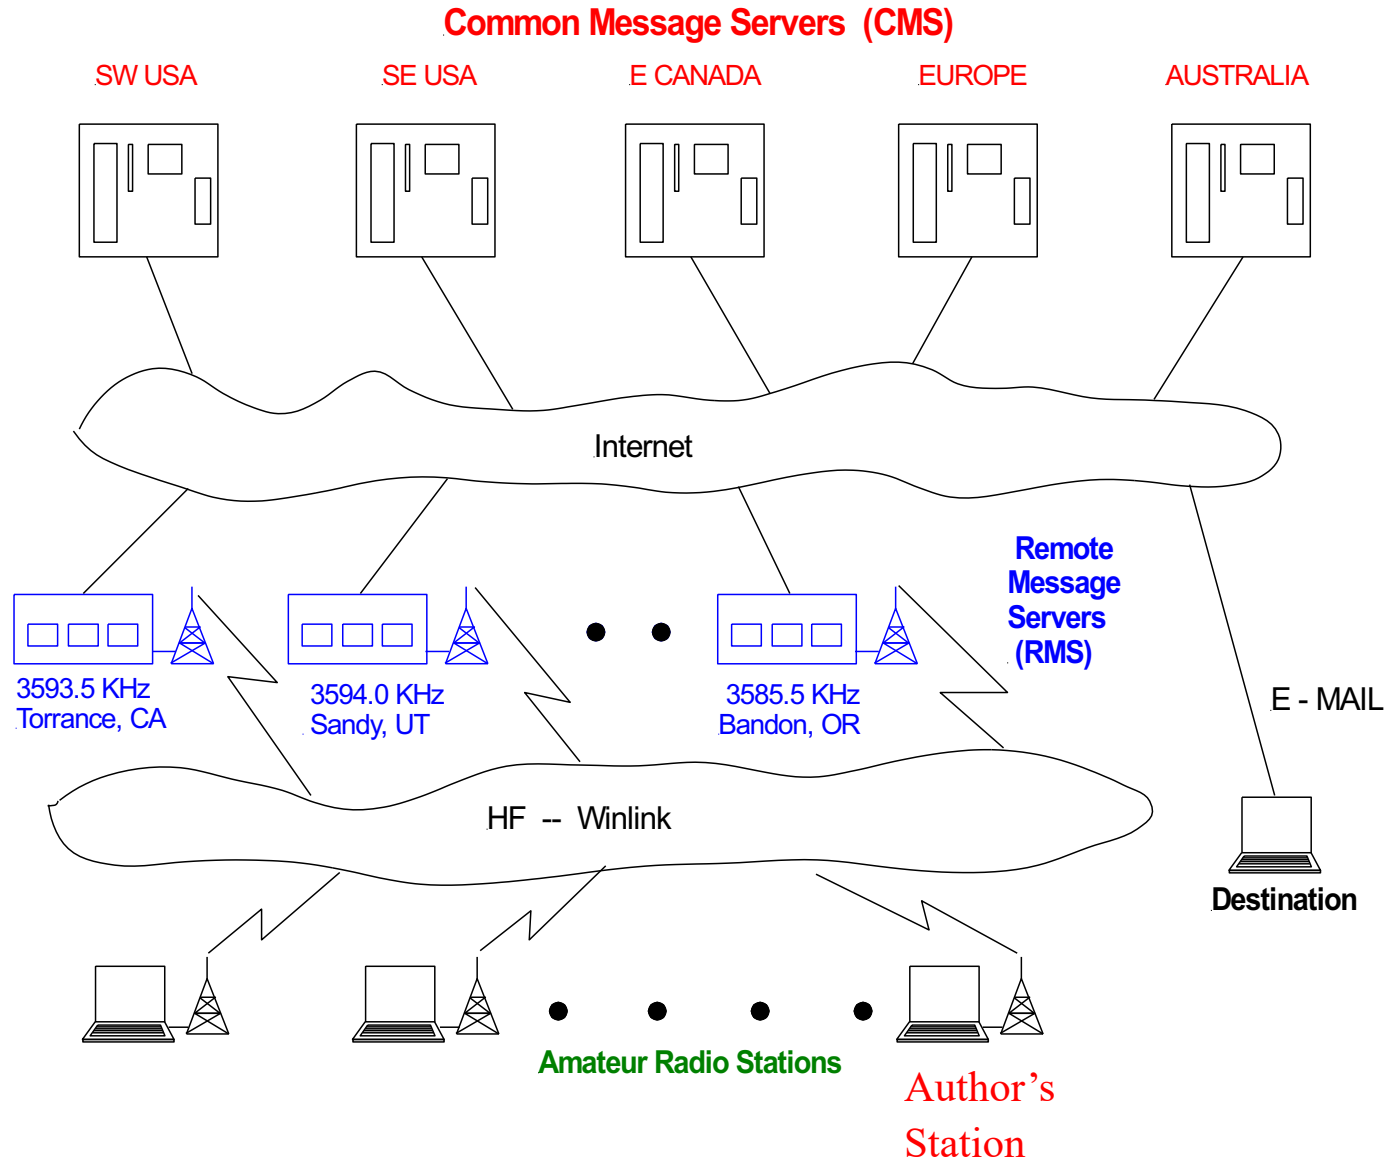 Common Message Servers (CMS)
SW USA
SE USA
E CANADA
EUROPE
AUSTRALIA
Internet
Remote
Message
Servers
(RMS)
3593.5 KHz
Torrance, CA
3594.0 KHz
Sandy, UT
3585.5 KHz
Bandon, OR
E - MAIL
HF -- Winlink
Destination
Amateur Radio Stations
Author’s
Station